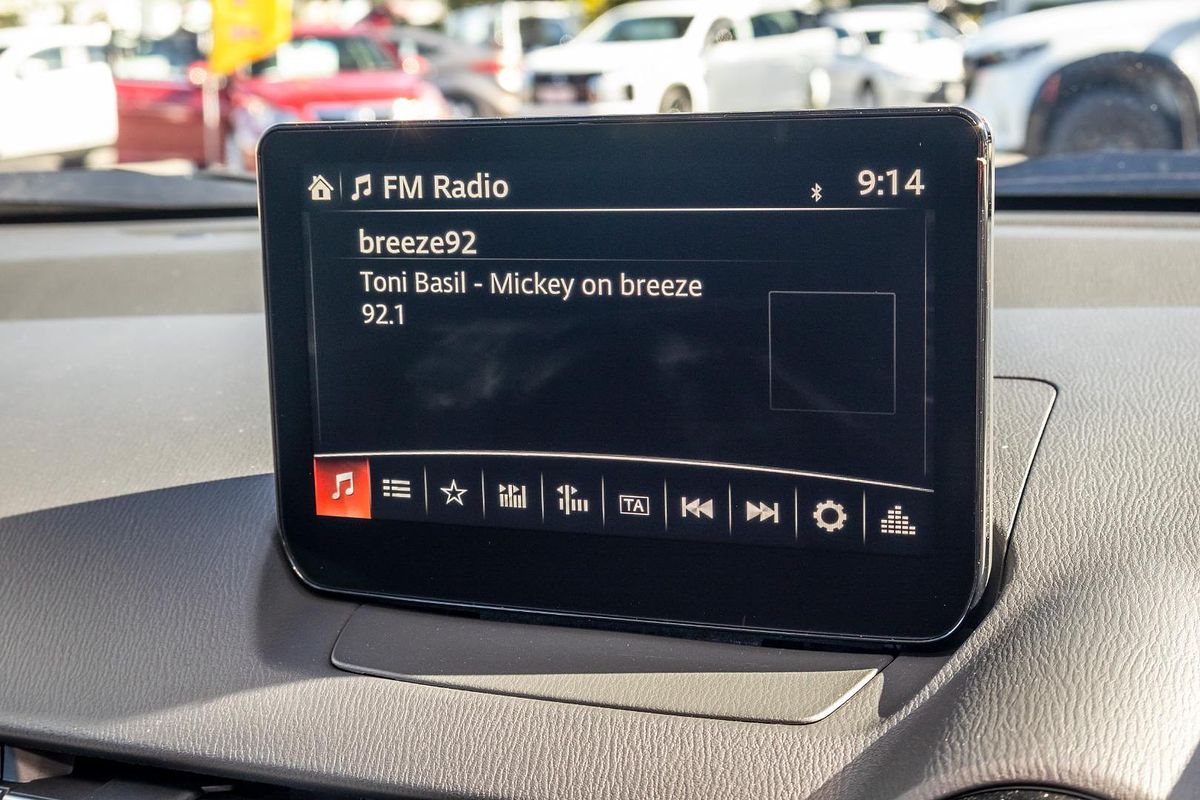 FM Radio 9:14
breeze92
Toni Basil - Mickey on breeze
92.1
TA